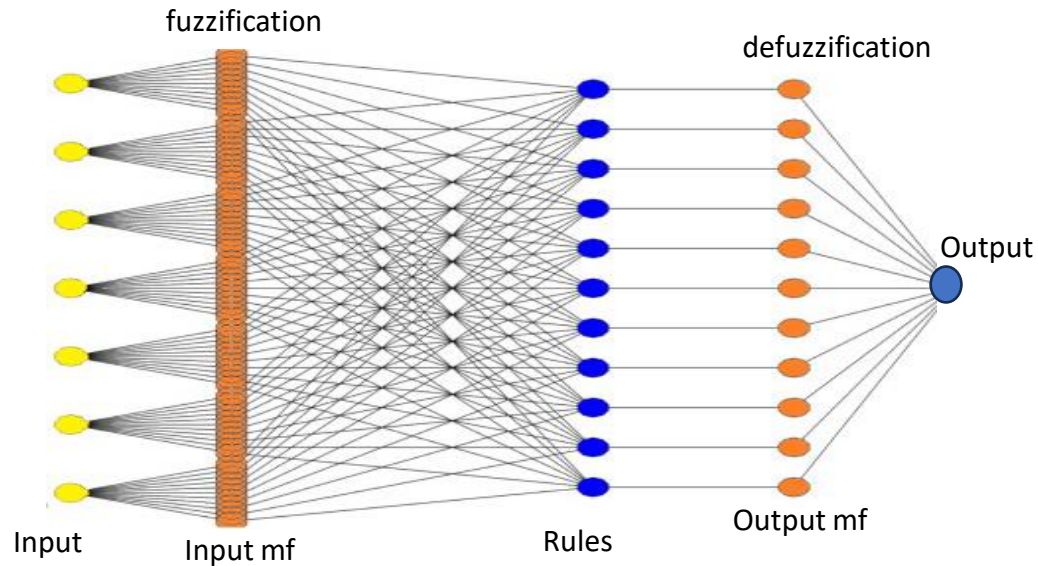 fuzzification
defuzzification
Output
Input
Input mf
Rules
Output mf